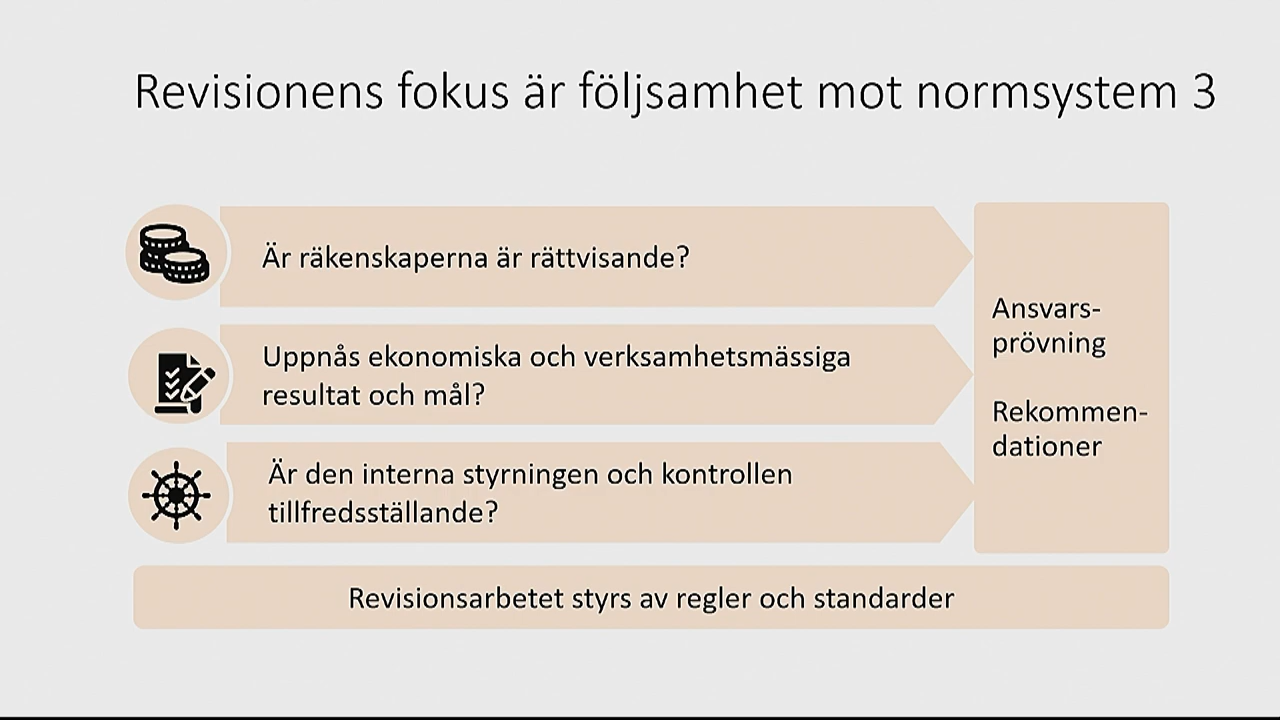 Revisionens fokus är följsamhet mot normsystem 3
Är räkenskaperna är rättvisande?
Uppnås ekonomiska och verksamhetsmässiga
resultat och mål?
Är den interna styrningen och kontrollen
tillfredsställande?
Ansvars-
prövning
Rekommen-
dationer
Revisionsarbetet styrs av regler och standarder